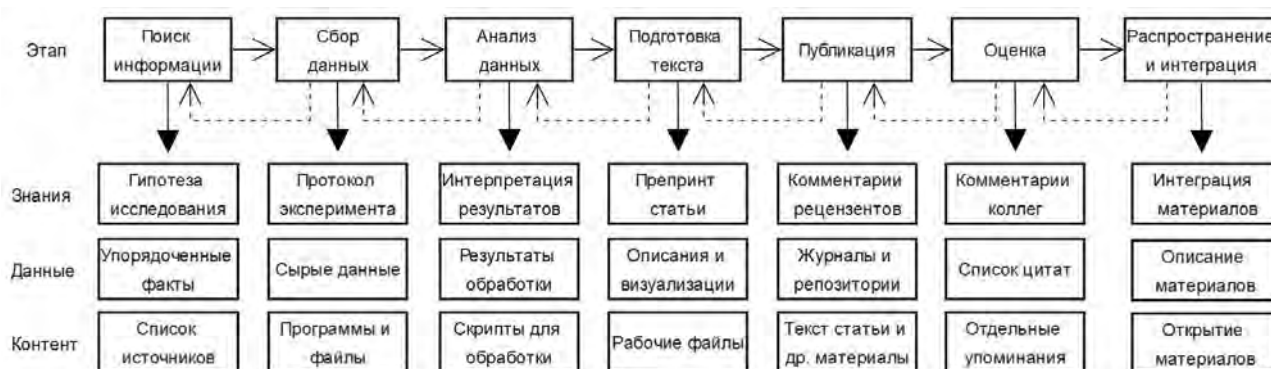 Этап
Поиск
информации
Сбор
данных
Анализ
данных
Подготовка
текста
Публикация
Оценка
Распространение
и интеграция
Знания
Гипотеза
исследования
Протокол
эксперимента
Интерпретация
результатов
Препринт
статьи
Комментарии
рецензентов
Комментарии
коллег
Интеграция
материалов
Данные
Упорядоченные
факты
Сырые данные
Результаты
обработки
Описания и
визуализации
Журналы и
репозитории
Список цитат
Описание
материалов
Контент
Список
источников
Программы и
файлы
Скрипты для
обработки
Рабочие файлы
Текст статьи и
др. материалы
Отдельные
упоминания
Открытие
материалов